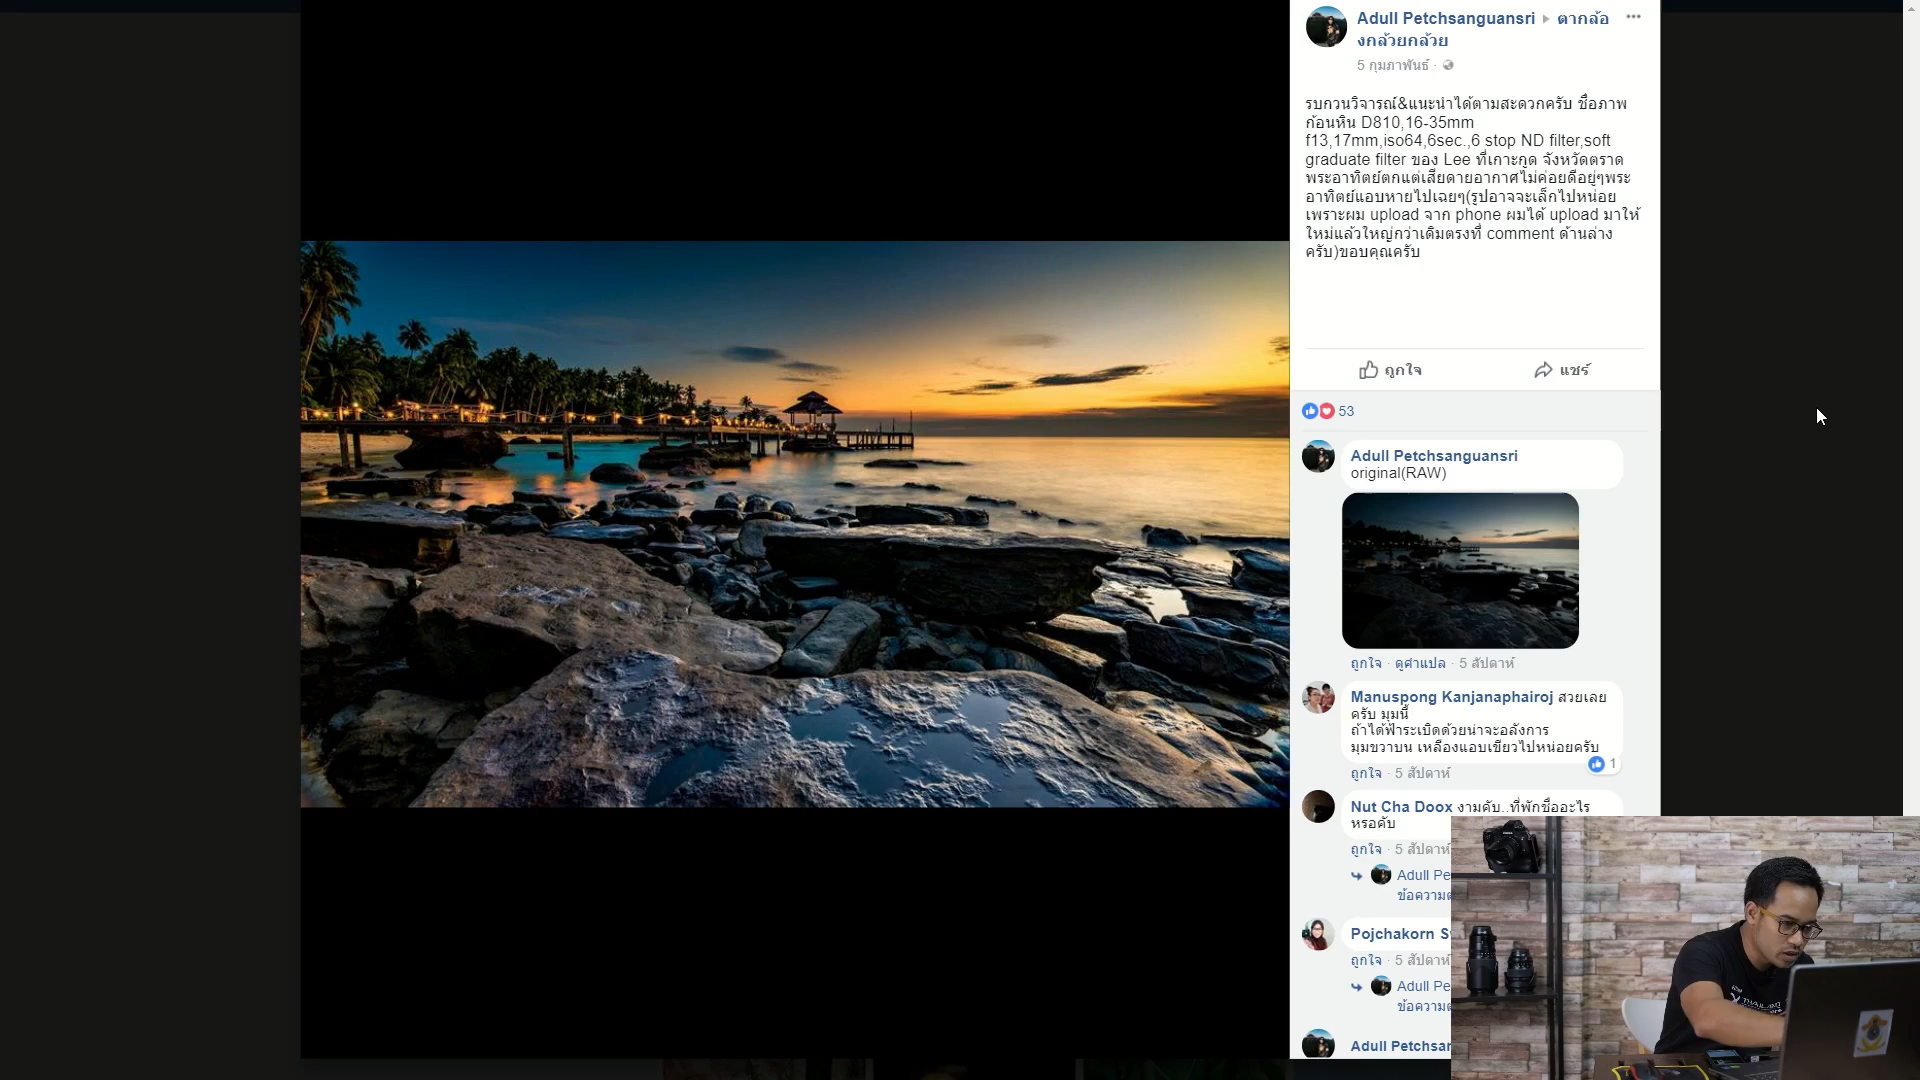 Adull Petchsanguansri ▸ ตากล้อ
งกล้วยกล้วย
5 กุมภาพันธ์ ·
รบกวนวิจารณ์&แนะนำได้ตามสะดวกครับ ชื่อภาพ
ก้อนหิน D810,16-35mm
f13,17mm,iso64,6sec.,6 stop ND filter,soft
graduate filter ของ Lee ที่เกาะกูด จังหวัดตราด
พระอาทิตย์ตกแต่เสียดายอากาศไม่ค่อยดีอยู่ๆพระ
อาทิตย์แอบหายไปเฉยๆ(รูปอาจจะเล็กไปหน่อย
เพราะผม upload จาก phone ผมได้ upload มาให้
ใหม่แล้วใหญ่กว่าเดิมตรงที่ comment ด้านล่าง
ครับ)ขอบคุณครับ
ถูกใจ แชร์
53
Adull Petchsanguansri
original(RAW)
ถูกใจ · ดูคำแปล · 5 สัปดาห์
Manuspong Kanjanaphairoj สวยเลย
ครับ มุมนี้
ถ้าได้ฟ้าระเบิดด้วยน่าจะอลังการ
มุมขวาบน เหลืองแอบเขียวไปหน่อยครับ
1
ถูกใจ · 5 สัปดาห์
Nut Cha Doox งามคับ..ที่พักชื่ออะไร
หรอคับ
ถูกใจ · 5 สัปดาห์
Adull Pe
ข้อความต
Pojchakorn S
ถูกใจ · 5 สัปดาห์
Adull Pe
ข้อความต
Adull Petchsan
THAILAND